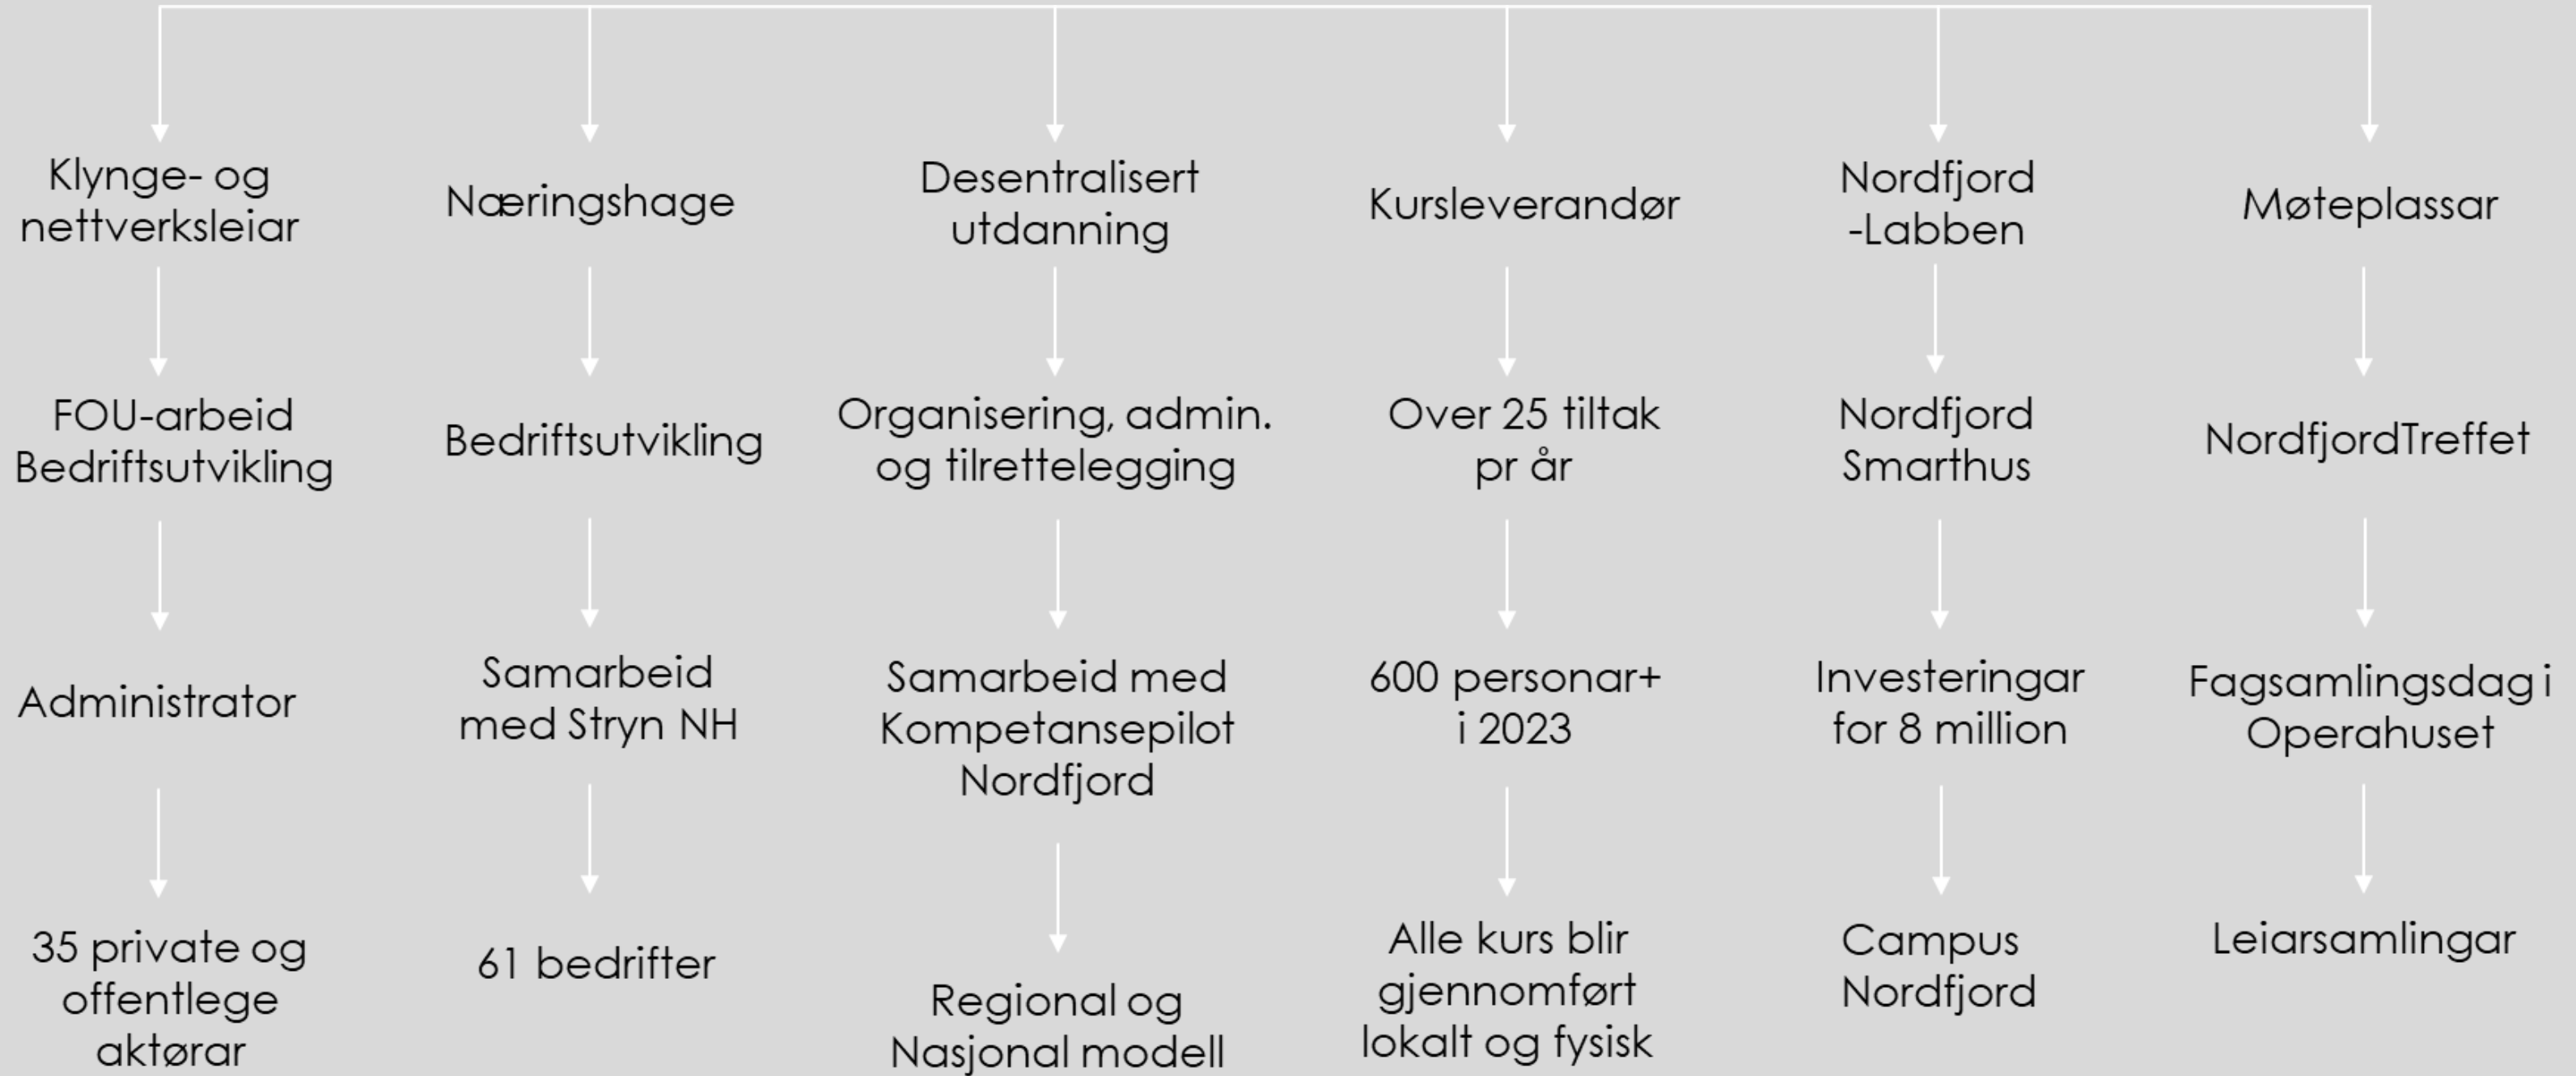 Klynge- og
nettverksleiar
Næringshage
Desentralisert
utdanning
Kursleverandør
Nordfjord
-Labben
Møteplassar
FOU-arbeid
Bedriftsutvikling
Bedriftsutvikling
Organisering, admin.
og tilrettelegging
Over 25 tiltak
pr år
Nordfjord
Smarthus
NordfjordTreffet
Administrator
Samarbeid
med Stryn NH
Samarbeid med
Kompetansepilot
Nordfjord
600 personar+
i 2023
Investeringar
for 8 million
Fagsamlingsdag i
Operahuset
35 private og
offentlege
aktørar
61 bedrifter
Regional og
Nasjonal modell
Alle kurs blir
gjennomført
lokalt og fysisk
Campus
Nordfjord
Leiarsamlingar